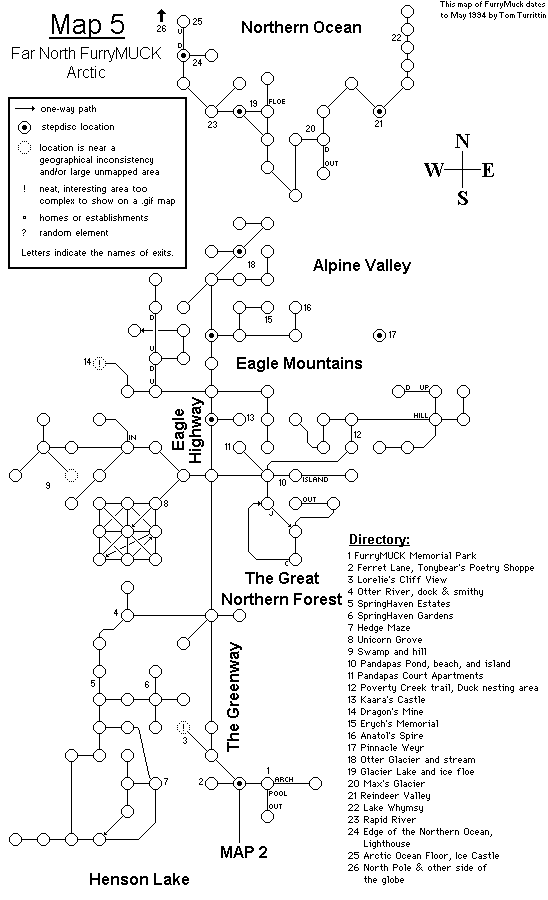 Map 5
Far North FurryMUCK
Arctic
This map of FurryMuck dates
to May 1994 by Tom Turrittin
one-way path
stepdisc location
location is near a
geographical inconsistency
and/or large unmapped area
! neat, interesting area too
complex to show on a .gif map
homes or establishments
? random element
Letters indicate the names of exits.
26
25
U
D
24
Northern Ocean
22
23
19
FLOE
20
D
OUT
21
N
W E
S
18
Alpine Valley
15
16
17
D
U
D
U
14
!
Eagle Mountains
Eagle
Highway
13
D UP
HILL
12
IN
11
9
8
10
ISLAND
J
OUT
C
The Great
Northern Forest
4
5
6
The Greenway
!
3
7
2
1
ARCH
POOL
OUT
MAP 2
Henson Lake
Directory:
1 FurryMUCK Memorial Park
2 Ferret Lane, Tonybear's Poetry Shoppe
3 Lorelie's Cliff View
4 Otter River, dock & smithy
5 SpringHaven Estates
6 SpringHaven Gardens
7 Hedge Maze
8 Unicorn Grove
9 Swamp and hill
10 Pandapas Pond, beach, and island
11 Pandapas Court Apartments
12 Poverty Creek trail, Duck nesting area
13 Kaara's Castle
14 Dragon's Mine
15 Erych's Memorial
16 Anatol's Spire
17 Pinnacle Weyr
18 Otter Glacier and stream
19 Glacier Lake and ice floe
20 Max's Glacier
21 Reindeer Valley
22 Lake Whymsy
23 Rapid River
24 Edge of the Northern Ocean,
Lighthouse
25 Arctic Ocean Floor, Ice Castle
26 North Pole & other side of
the globe